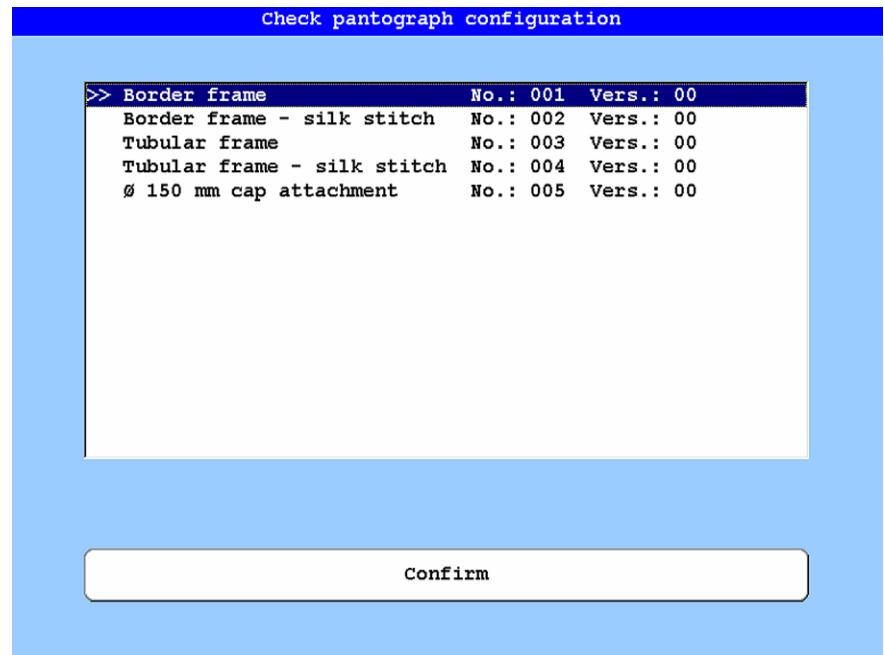 Check pantograph configuration
>> Border frame No.: 001 Vers.: 00
Border frame - silk stitch No.: 002 Vers.: 00
Tubular frame No.: 003 Vers.: 00
Tubular frame - silk stitch No.: 004 Vers.: 00
Ø 150 mm cap attachment No.: 005 Vers.: 00
Confirm